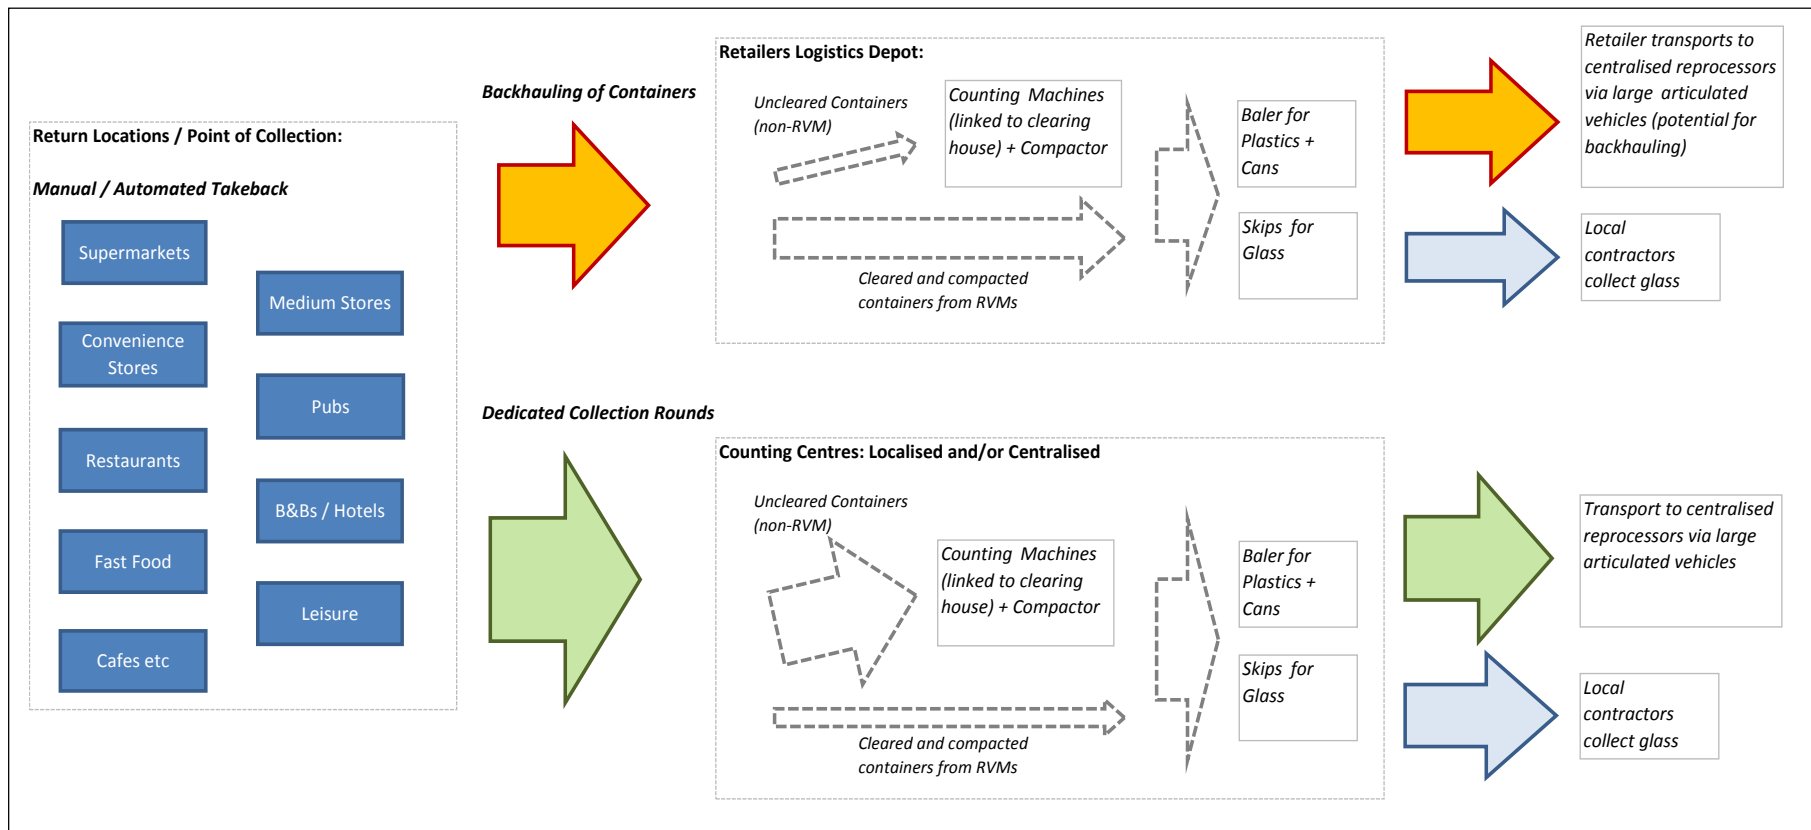 Return Locations / Point of Collection:
Manual / Automated Takeback
Supermarkets
Medium Stores
Convenience
Stores
Pubs
Restaurants
B&Bs / Hotels
Fast Food
Leisure
Cafes etc
Backhauling of Containers
Retailers Logistics Depot:
Uncleared Containers
(non-RVM)
Counting Machines
(linked to clearing
house) + Compactor
Cleared and compacted
containers from RVMs
Baler for
Plastics +
Cans
Skips for
Glass
Retailer transports to
centralised reprocessors
via large articulated
vehicles (potential for
backhauling)
Local
contractors
collect glass
Dedicated Collection Rounds
Counting Centres: Localised and/or Centralised
Uncleared Containers
(non-RVM)
Counting Machines
(linked to clearing
house) + Compactor
Cleared and compacted
containers from RVMs
Baler for
Plastics +
Cans
Skips for
Glass
Transport to centralised
reprocessors via large
articulated vehicles
Local
contractors
collect glass